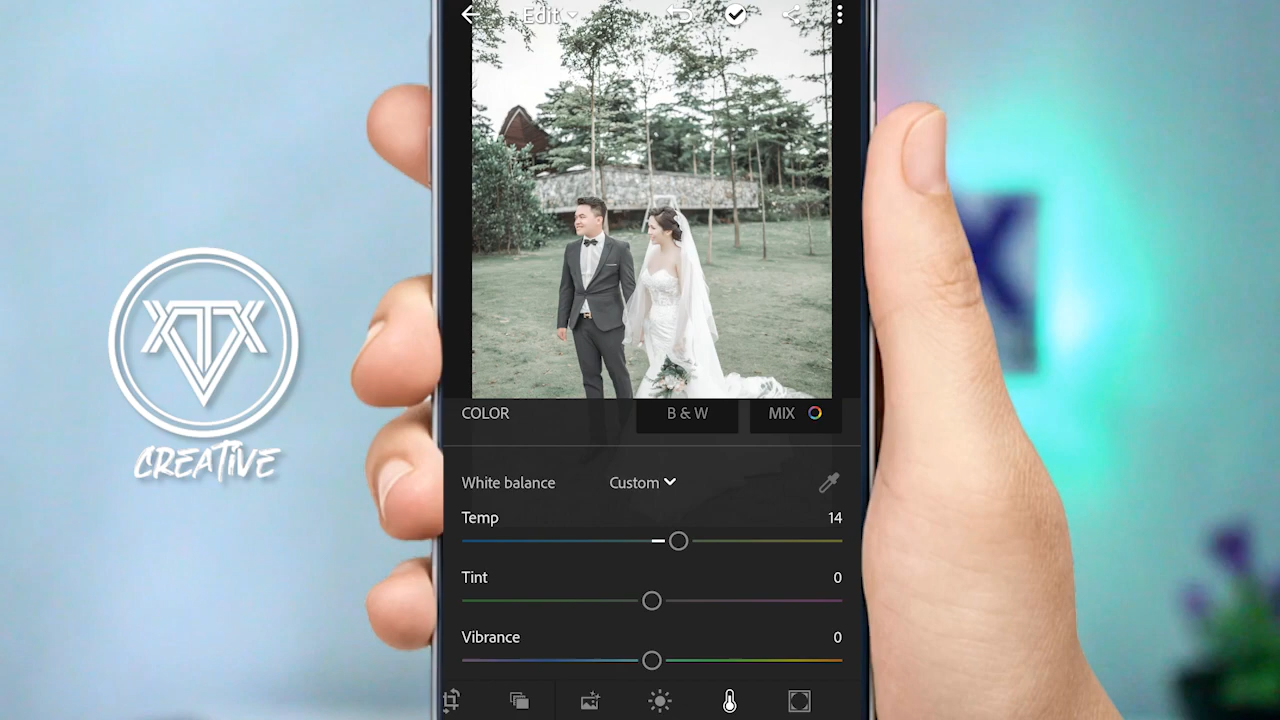 Edit
COLOR
B & W
MIX
White balance
Custom
Temp
14
Tint
0
Vibrance
0
XTX
CREATIVE